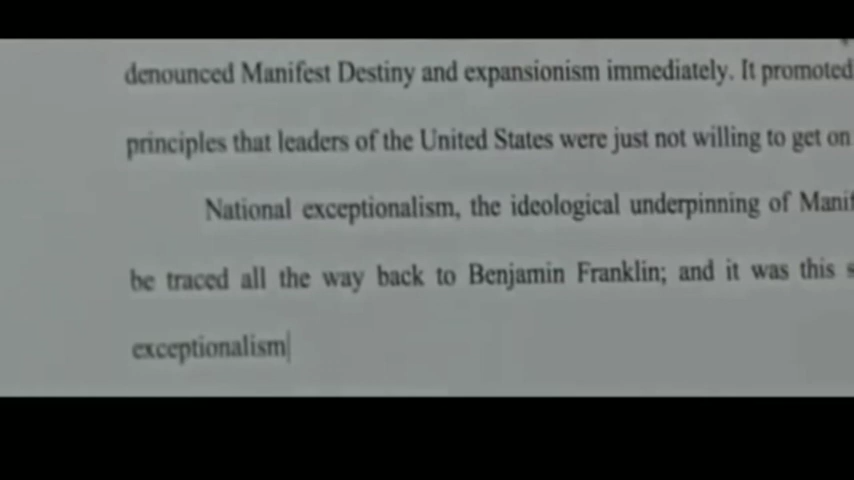 denounced Manifest Destiny and expansionism immediately. It promoted
principles that leaders of the United States were just not willing to get on
National exceptionalism, the ideological underpinning of Manif
be traced all the way back to Benjamin Franklin; and it was this s
exceptionalism